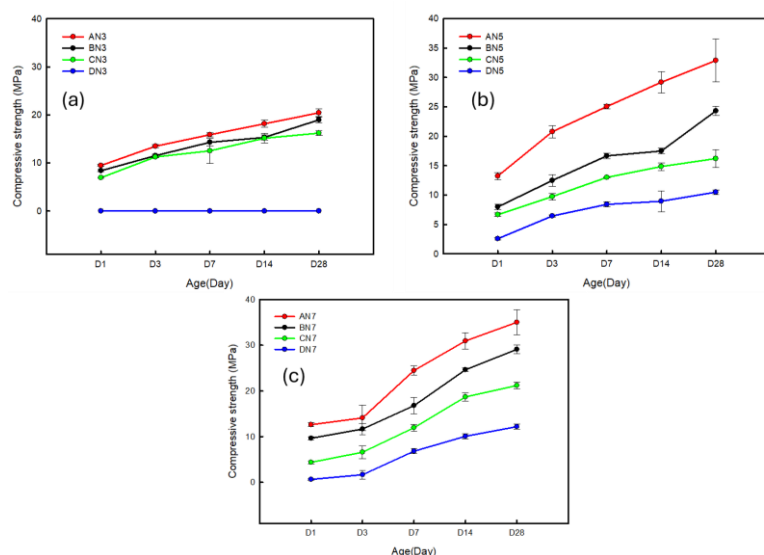 40
30
20
10
0
Compressive strength (MPa)
AN3
BN3
CN3
DN3
(a)
D1 D3 D7 D14 D28
Age(Day)
40
35
30
25
20
15
10
5
0
Compressive strength (MPa)
AN5
BN5
CN5
DN5
(b)
D1 D3 D7 D14 D28
Age(Day)
40
30
20
10
0
Compressive strength (MPa)
AN7
BN7
CN7
DN7
(c)
D1 D3 D7 D14 D28
Age(Day)